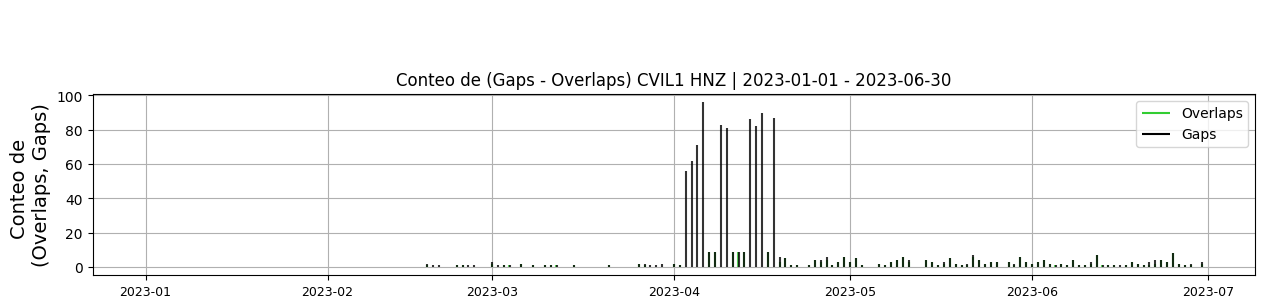 Conteo de (Gaps - Overlaps) CVIL1 HNZ | 2023-01-01 - 2023-06-30
Conteo de
(Overlaps, Gaps)
100
80
60
40
20
0
Overlaps
Gaps
2023-01
2023-02
2023-03
2023-04
2023-05
2023-06
2023-07